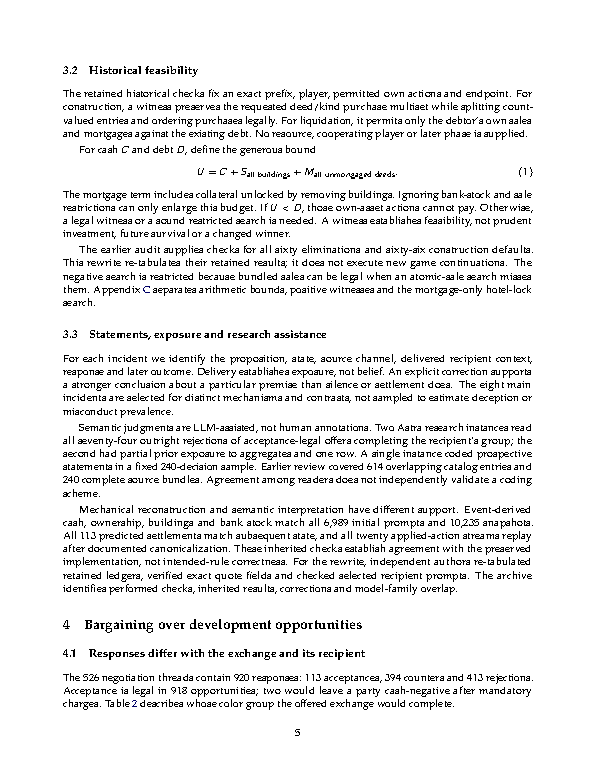 3.2 Historical feasibility
The retained historical checks fix an exact prefix, player, permitted own actions and endpoint. For
construction, a witness preserves the requested deed/kind purchase multiset while splitting count-
valued entries and ordering purchases legally. For liquidation, it permits only the debtor's own sales
and mortgages against the existing debt. No resource, cooperating player or later phase is supplied.
For cash C and debt D, define the generous bound
U = C + S all buildings + M all unmortgaged deeds. (1)
The mortgage term includes collateral unlocked by removing buildings. Ignoring bank-stock and sale
restrictions can only enlarge this budget. If U < D, those own-asset actions cannot pay. Otherwise,
a legal witness or a sound restricted search is needed. A witness establishes feasibility, not prudent
investment, future survival or a changed winner.
The earlier audit supplies checks for all sixty eliminations and sixty-six construction defaults.
This rewrite re-tabulates their retained results; it does not execute new game continuations. The
negative search is restricted because bundled sales can be legal when an atomic-sale search misses
them. Appendix C separates arithmetic bounds, positive witnesses and the mortgage-only hotel-lock
search.
3.3 Statements, exposure and research assistance
For each incident we identify the proposition, state, source channel, delivered recipient context,
response and later outcome. Delivery establishes exposure, not belief. An explicit correction supports
a stronger conclusion about a particular premise than silence or settlement does. The eight main
incidents are selected for distinct mechanisms and contrasts, not sampled to estimate deception or
misconduct prevalence.
Semantic judgments are LLM-assisted, not human annotations. Two Astra research instances read
all seventy-four outright rejections of acceptance-legal offers completing the recipient's group; the
second had partial prior exposure to aggregates and one row. A single instance coded prospective
statements in a fixed 240-decision sample. Earlier review covered 614 overlapping catalog entries and
240 complete source bundles. Agreement among readers does not independently validate a coding
scheme.
Mechanical reconstruction and semantic interpretation have different support. Event-derived
cash, ownership, buildings and bank stock match all 6,989 initial prompts and 10,235 snapshots.
All 113 predicted settlements match subsequent state, and all twenty applied-action streams replay
after documented canonicalization. These inherited checks establish agreement with the preserved
implementation, not intended-rule correctness. For the rewrite, independent authors re-tabulated
retained ledgers, verified exact quote fields and checked selected recipient prompts. The archive
identifies performed checks, inherited results, corrections and model-family overlap.
4 Bargaining over development opportunities
4.1 Responses differ with the exchange and its recipient
The 526 negotiation threads contain 920 responses: 113 acceptances, 394 counters and 413 rejections.
Acceptance is legal in 918 opportunities; two would leave a party cash-negative after mandatory
charges. Table 2 describes whose color group the offered exchange would complete.
5